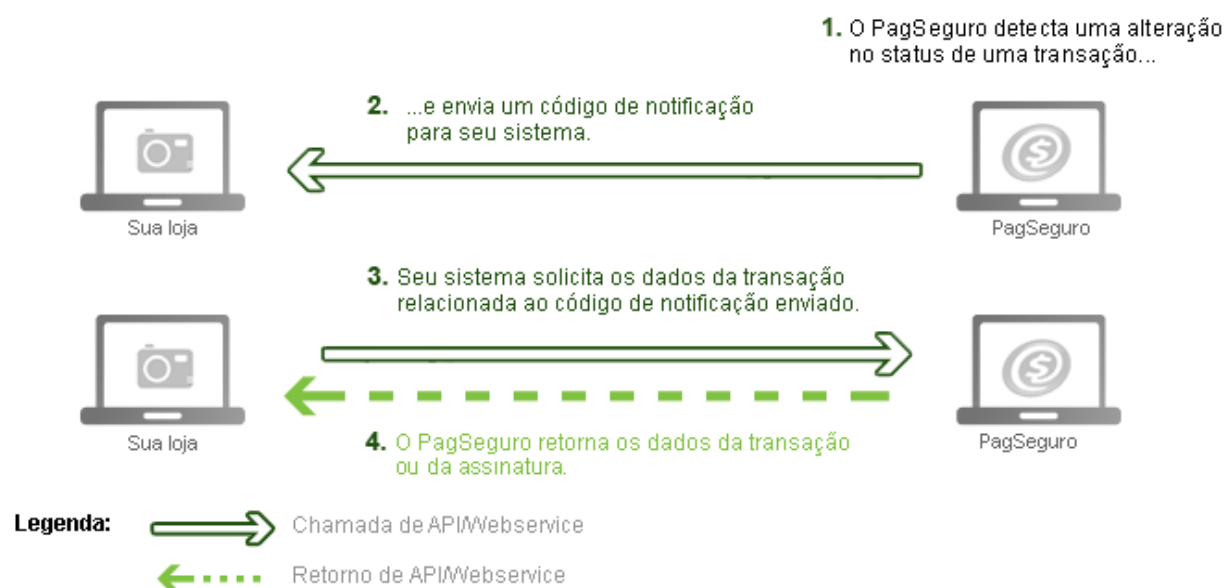 1. O PagSeguro detecta uma alteração
no status de uma transação...
2. ...e envia um código de notificação
para seu sistema.
Sua loja
PagSeguro
3. Seu sistema solicita os dados da transação
relacionada ao código de notificação enviado.
Sua loja
PagSeguro
4. O PagSeguro retorna os dados da transação
ou da assinatura.
Legenda:
Chamada de API/Webservice
Retorno de API/Webservice